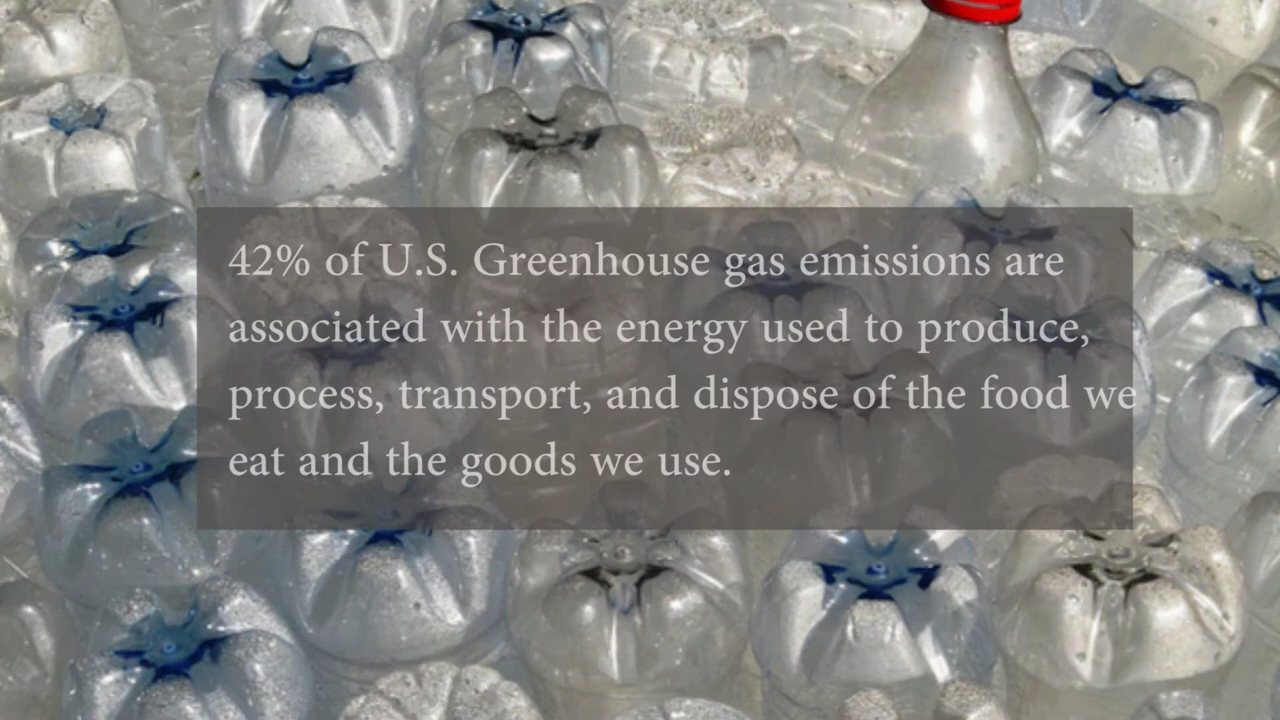 42% of U.S. Greenhouse gas emissions are
associated with the energy used to produce,
process, transport, and dispose of the food we
eat and the goods we use.